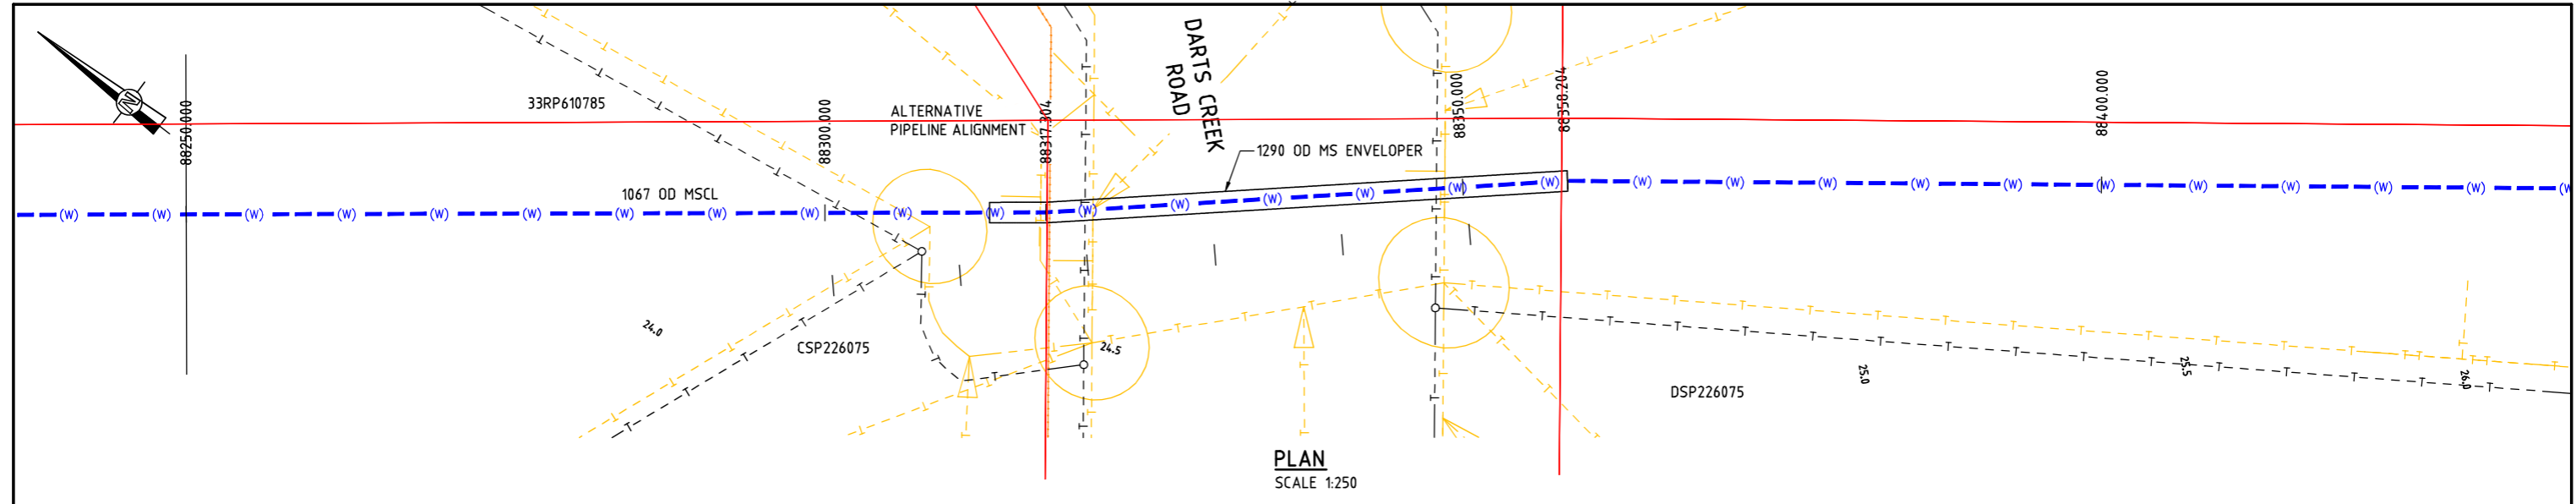 N
88250.000
33RP610785
88300.000
ALTERNATIVE
PIPELINE ALIGNMENT
88317.304
DARTS CREEK
ROAD
88350.000
88358.204
88400.000
1290 OD MS ENVELOPER
1067 OD MSCL
(W) (W) (W) (W) (W) (W) (W) (W) (W) (W) (W) (W) (W) (W) (W) (W) (W) (W) (W) (W) (W) (W) (W) (W) (W) (W) (W) (W)
24.0
CSP226075
24.5
25.0
25.5
26.0
DSP226075
PLAN
SCALE 1:250